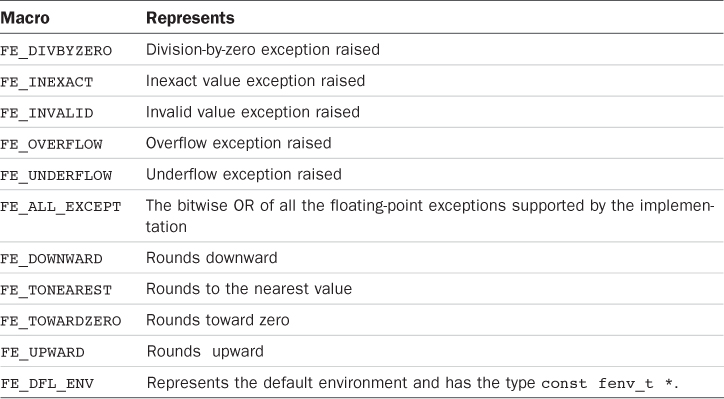 Macro Represents
FE_DIVBYZERO Division-by-zero exception raised
FE_INEXACT Inexact value exception raised
FE_INVALID Invalid value exception raised
FE_OVERFLOW Overflow exception raised
FE_UNDERFLOW Underflow exception raised
FE_ALL_EXCEPT The bitwise OR of all the floating-point exceptions supported by the implemen-
tation
FE_DOWNWARD Rounds downward
FE_TONEAREST Rounds to the nearest value
FE_TOWARDZERO Rounds toward zero
FE_UPWARD Rounds upward
FE_DFL_ENV Represents the default environment and has the type const fenv_t *.